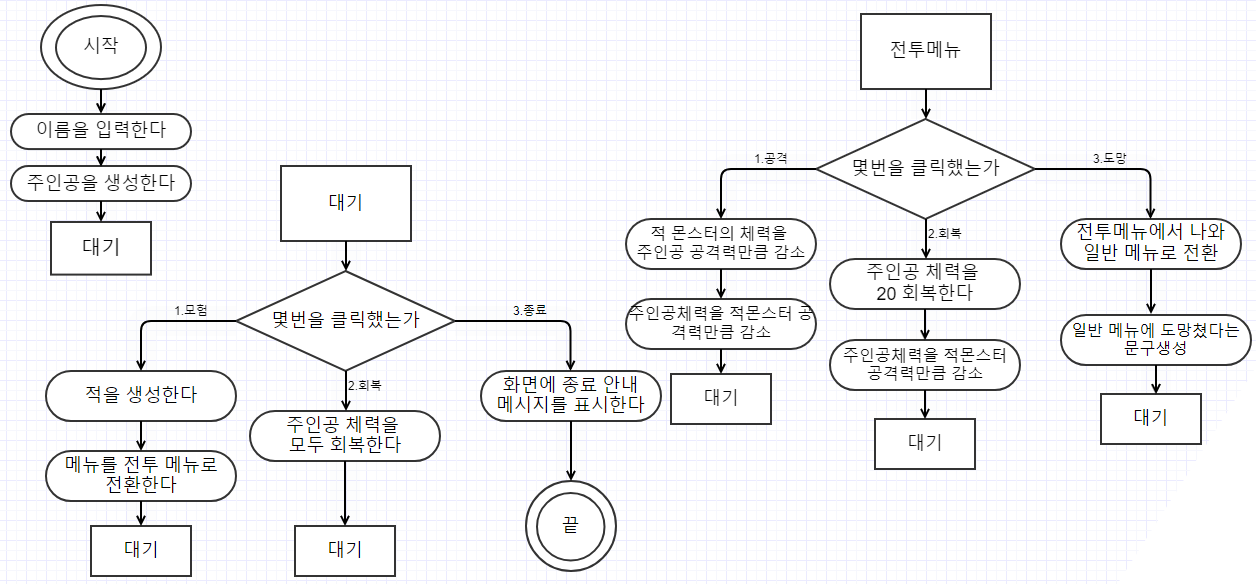 시작
이름을 입력한다
주인공을 생성한다
대기
대기
몇번을 클릭했는가
1.모험
적을 생성한다
메뉴를 전투 메뉴로
전환한다
대기
2.회복
주인공 체력을
모두 회복한다
대기
3.종료
화면에 종료 안내
메시지를 표시한다
끝
전투메뉴
몇번을 클릭했는가
1.공격
적 몬스터의 체력을
주인공 공격력만큼 감소
주인공체력을 적몬스터 공
격력만큼 감소
대기
2.회복
주인공 체력을
20 회복한다
주인공체력을 적몬스터
공격력만큼 감소
대기
3.도망
전투메뉴에서 나와
일반 메뉴로 전환
일반 메뉴에 도망쳤다는
문구생성
대기